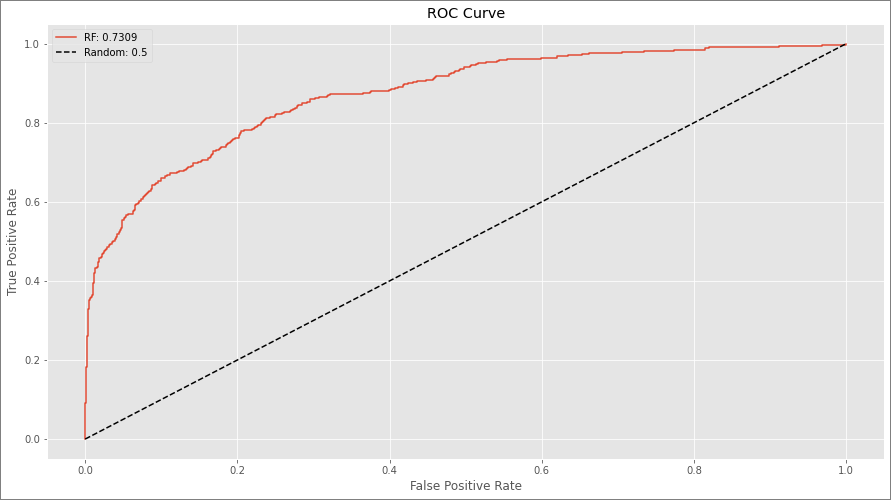 ROC Curve
RF: 0.7309
Random: 0.5
1.0
0.8
0.6
0.4
0.2
0.0
True Positive Rate
0.0
0.2
0.4
0.6
0.8
1.0
False Positive Rate